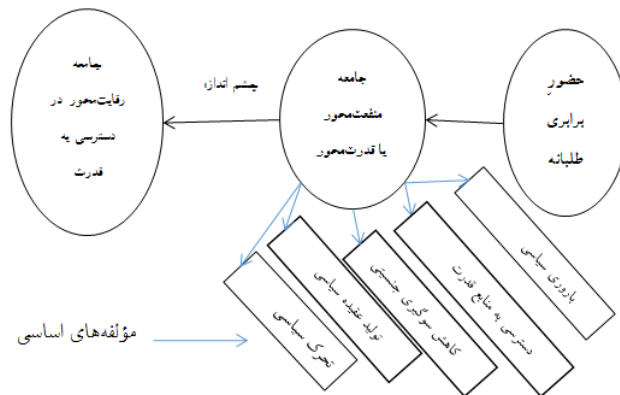 حضورِ
برابری
طلبانه
جامعه
منفعت‌محور
یا قدرت‌محور
چشم انداز
جامعه
رقابت‌محور در
دسترسی به
قدرت
باروری سیاسی
دسترسی به منابع قدرت
کاهش سوگیری جنسیتی
تولید عقیده سیاسی
تحرک سیاسی
مؤلفه‌های اساسی